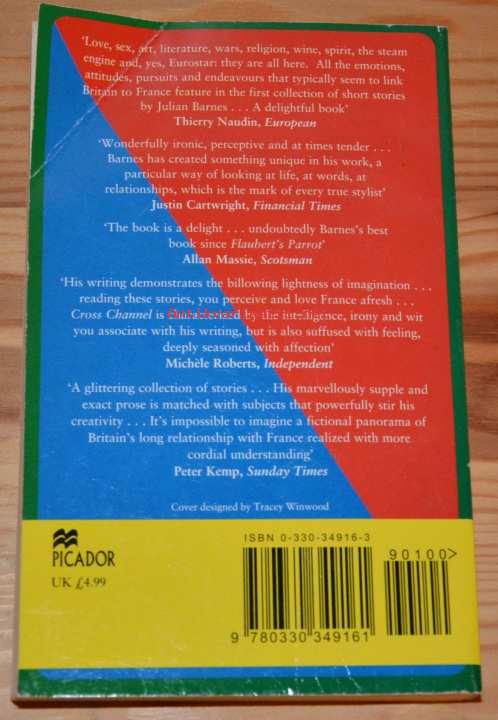 ‘Love, sex, art, literature, wars, religion, wine, spirit, the steam
engine and, yes, Eurostar: they are all here. All the emotions,
attitudes, pursuits and endeavours that typically seem to link
Britain to France feature in the first collection of short stories
by Julian Barnes . . . A delightful book’
Thierry Naudin, European
‘Wonderfully ironic, perceptive and at times tender . . .
Barnes has created something unique in his work, a
particular way of looking at life, at words, at
relationships, which is the mark of every true stylist’
Justin Cartwright, Financial Times
‘The book is a delight . . . undoubtedly Barnes's best
book since Flaubert's Parrot’
Allan Massie, Scotsman
‘His writing demonstrates the billowing lightness of imagination . . .
reading these stories, you perceive and love France afresh . . .
Cross Channel is characterized by the intelligence, irony and wit
you associate with his writing, but is also suffused with feeling,
deeply seasoned with affection’
Michèle Roberts, Independent
‘A glittering collection of stories . . . His marvellously supple and
exact prose is matched with subjects that powerfully stir his
creativity . . . It's impossible to imagine a fictional panorama of
Britain's long relationship with France realized with more
cordial understanding’
Peter Kemp, Sunday Times
Cover designed by Tracey Winwood
PICADOR
UK £4.99
ISBN 0-330-34916-3
90100>
9 780330 349161